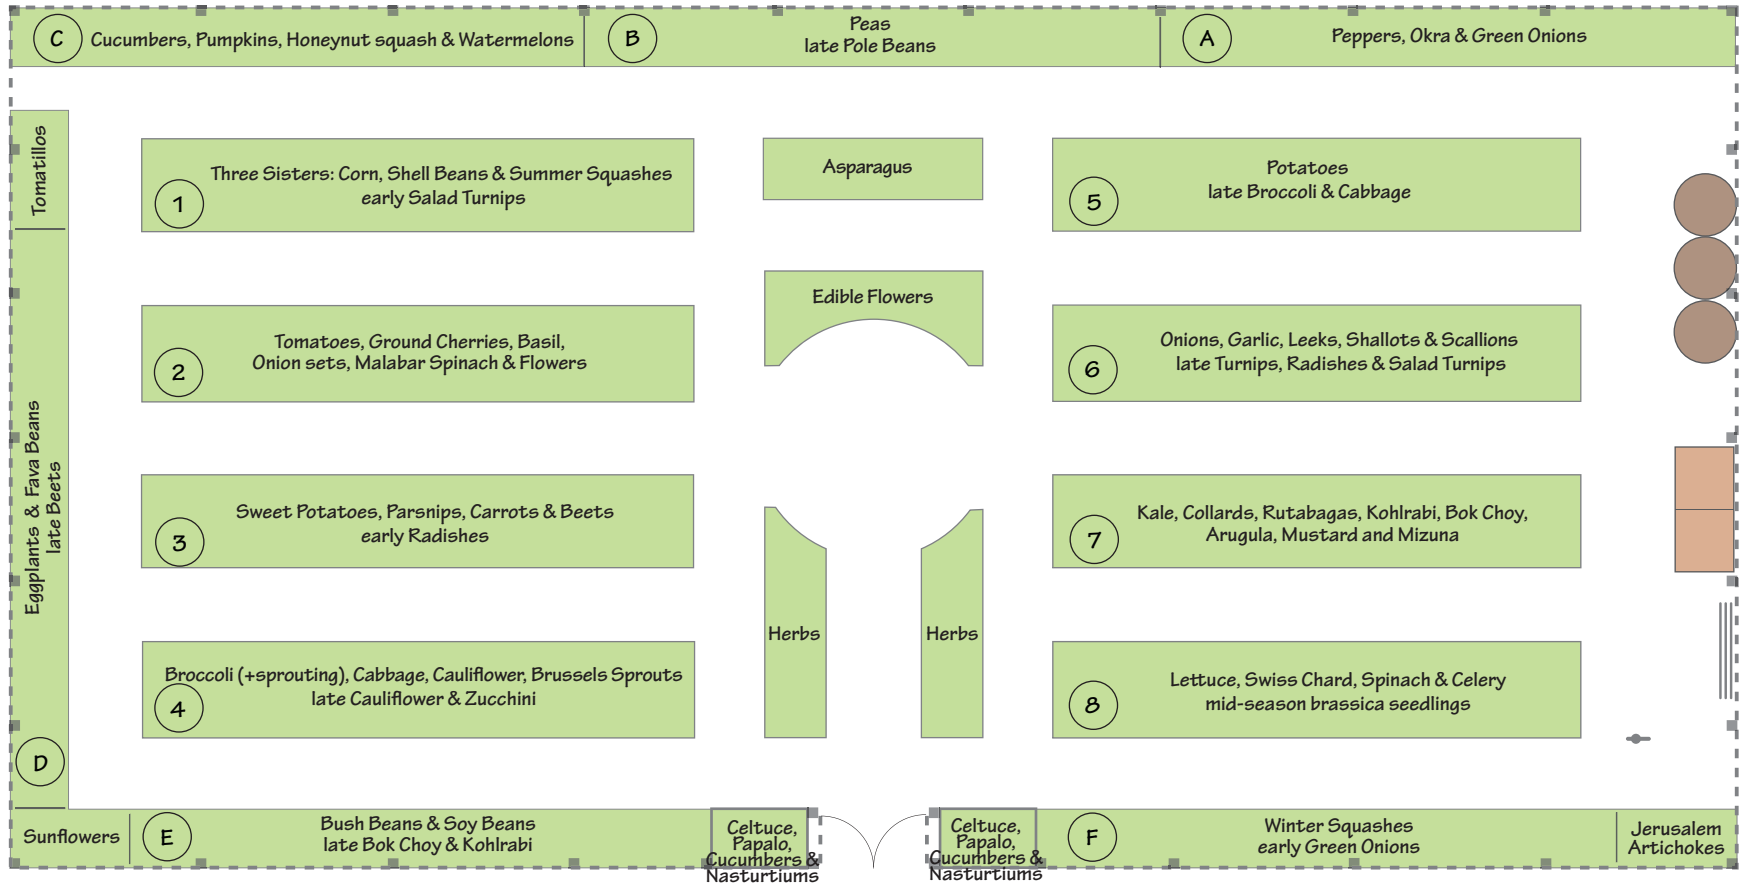 C
Cucumbers, Pumpkins, Honeynut squash & Watermelons
B
Peas
late Pole Beans
A
Peppers, Okra & Green Onions
Tomatillos
Eggplants & Fava Beans
late Beets
D
1
Three Sisters: Corn, Shell Beans & Summer Squashes
early Salad Turnips
Asparagus
5
Potatoes
late Broccoli & Cabbage
2
Tomatoes, Ground Cherries, Basil,
Onion sets, Malabar Spinach & Flowers
Edible Flowers
6
Onions, Garlic, Leeks, Shallots & Scallions
late Turnips, Radishes & Salad Turnips
3
Sweet Potatoes, Parsnips, Carrots & Beets
early Radishes
7
Kale, Collards, Rutabagas, Kohlrabi, Bok Choy,
Arugula, Mustard and Mizuna
4
Broccoli (+sprouting), Cabbage, Cauliflower, Brussels Sprouts
late Cauliflower & Zucchini
Herbs
Herbs
8
Lettuce, Swiss Chard, Spinach & Celery
mid-season brassica seedlings
Sunflowers
E
Bush Beans & Soy Beans
late Bok Choy & Kohlrabi
Celtuce,
Papalo,
Cucumbers &
Nasturtiums
Celtuce,
Papalo,
Cucumbers &
Nasturtiums
F
Winter Squashes
early Green Onions
Jerusalem
Artichokes